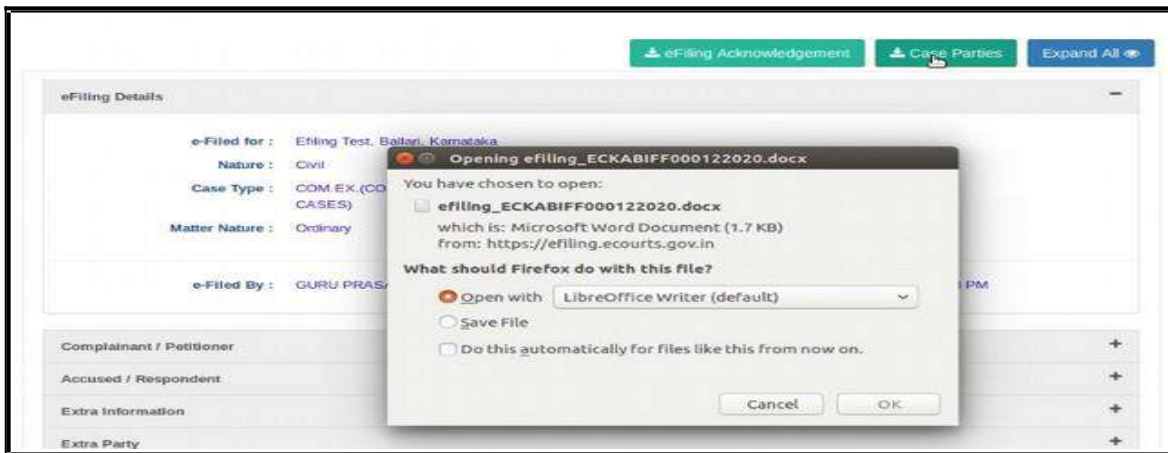 eFiling Acknowledgement Case Parties Expand All
eFiling Details
e-Filed for : Efiling Test, Ballari, Karnataka
Nature : Civil
Case Type : COM.EX.(CO
CASES)
Matter Nature : Ordinary
e-Filed By : GURU PRAS PM
Opening efiling_ECKABIFF000122020.docx
You have chosen to open:
efiling_ECKABIFF000122020.docx
which is: Microsoft Word Document (1.7 KB)
from: https://efiling.ecourts.gov.in
What should Firefox do with this file?
Open with LibreOffice Writer (default)
Save File
Do this automatically for files like this from now on.
Cancel OK
Complainant / Petitioner
Accused / Respondent
Extra Information
Extra Party